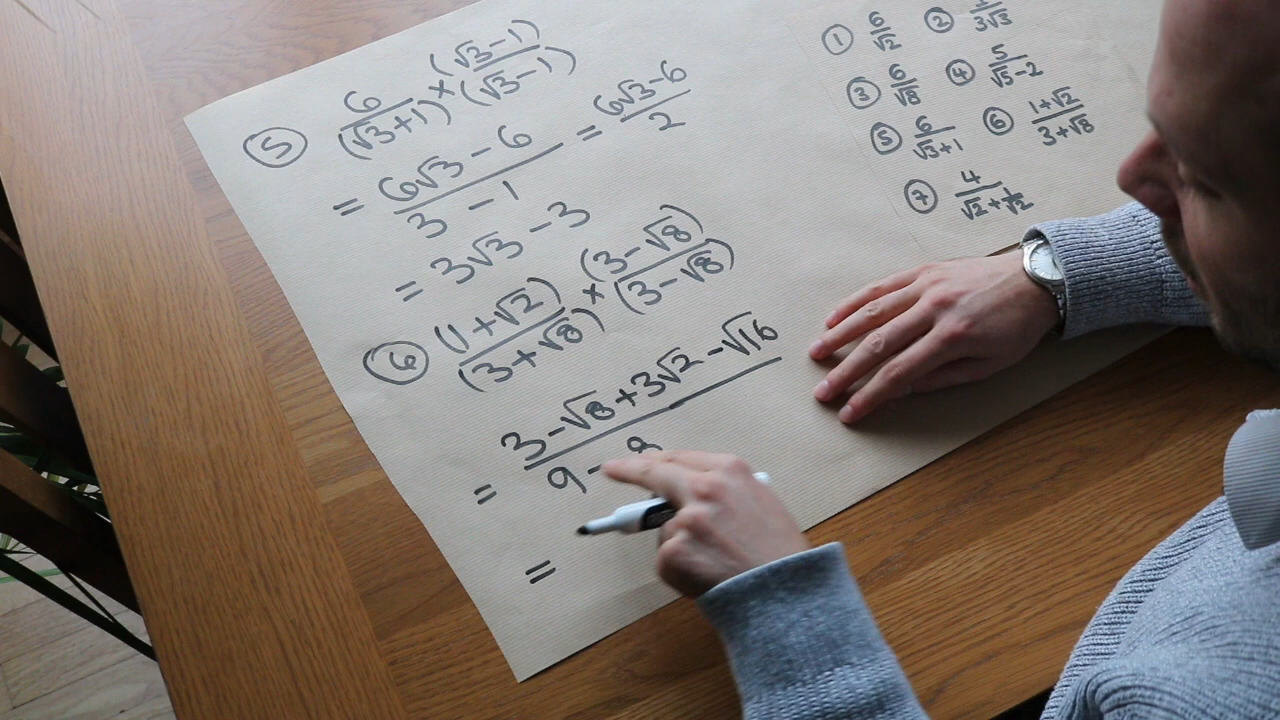 ⑤ 6/(√3+1) × (√3-1)/(√3-1)
= 6√3-6/3-1 = 6√3-6/2
= 3√3-3
⑥ (1+√2)/(3+√8) × (3-√8)/(3-√8)
= 3-√8+3√2-√16/9-8
=
① 6/√2 ② /3√3
③ 6/√8 ④ 5/√5-2
⑤ 6/√3+1 ⑥ 1+√2/3+√8
⑦ 4/√2+1/√2